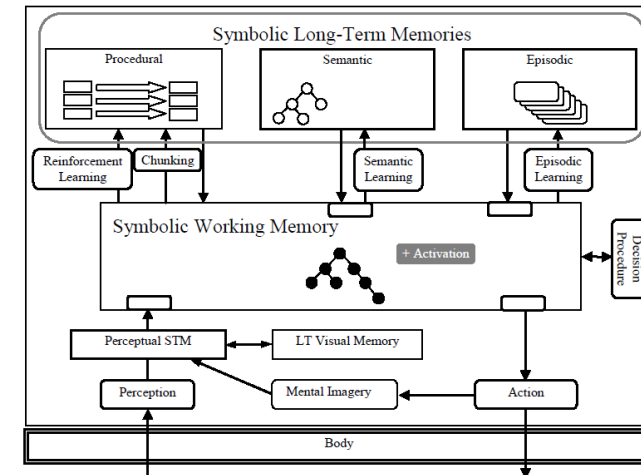 Symbolic Long-Term Memories
Procedural
Semantic
Episodic
Reinforcement
Learning
Chunking
Semantic
Learning
Episodic
Learning
Symbolic Working Memory
+ Activation
Decision
Procedure
Perceptual STM
LT Visual Memory
Perception
Mental Imagery
Action
Body